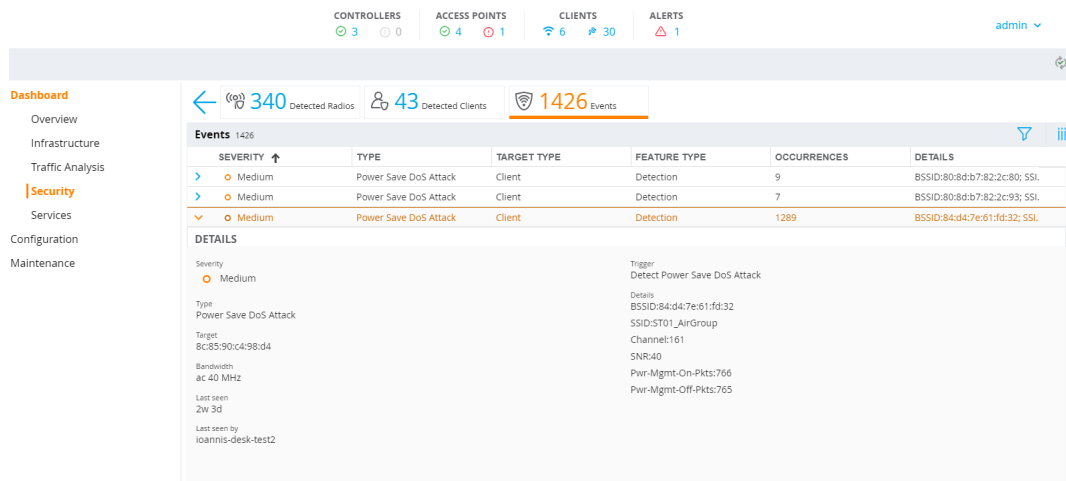 CONTROLLERS ACCESS POINTS CLIENTS ALERTS
3 0 4 1 6 30 1
admin
Dashboard
Overview
Infrastructure
Traffic Analysis
Security
Services
Configuration
Maintenance
340 Detected Radios 43 Detected Clients 1426 Events
Events 1426
SEVERITY TYPE TARGET TYPE FEATURE TYPE OCCURRENCES DETAILS
Medium Power Save DoS Attack Client Detection 9 BSSID:80:8d:b7:82:2c:80; SSI.
Medium Power Save DoS Attack Client Detection 7 BSSID:80:8d:b7:82:2c:93; SSI.
Medium Power Save DoS Attack Client Detection 1289 BSSID:84:d4:7e:61:fd:32; SSI.
DETAILS
Severity
Medium
Type
Power Save DoS Attack
Target
8c:85:90:c4:98:d4
Bandwidth
ac 40 MHz
Last seen
2w 3d
Last seen by
ioannis-desk-test2
Trigger
Detect Power Save DoS Attack
Details
BSSID:84:d4:7e:61:fd:32
SSID:ST01_AirGroup
Channel:161
SNR:40
Pwr-Mgmt-On-Pkts:766
Pwr-Mgmt-Off-Pkts:765